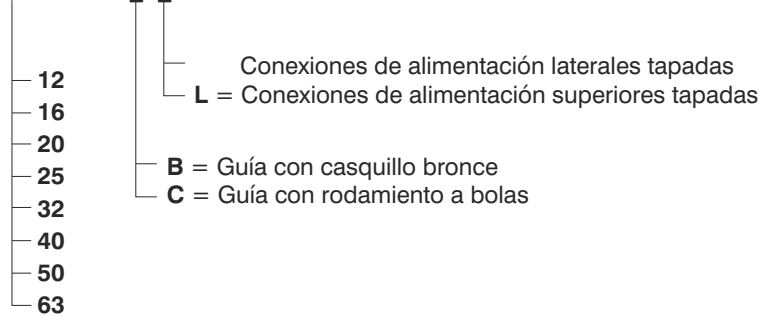 Conexiones de alimentación laterales tapadas
12
L = Conexiones de alimentación superiores tapadas
16
20
B = Guía con casquillo bronce
25
C = Guía con rodamiento a bolas
32
40
50
63